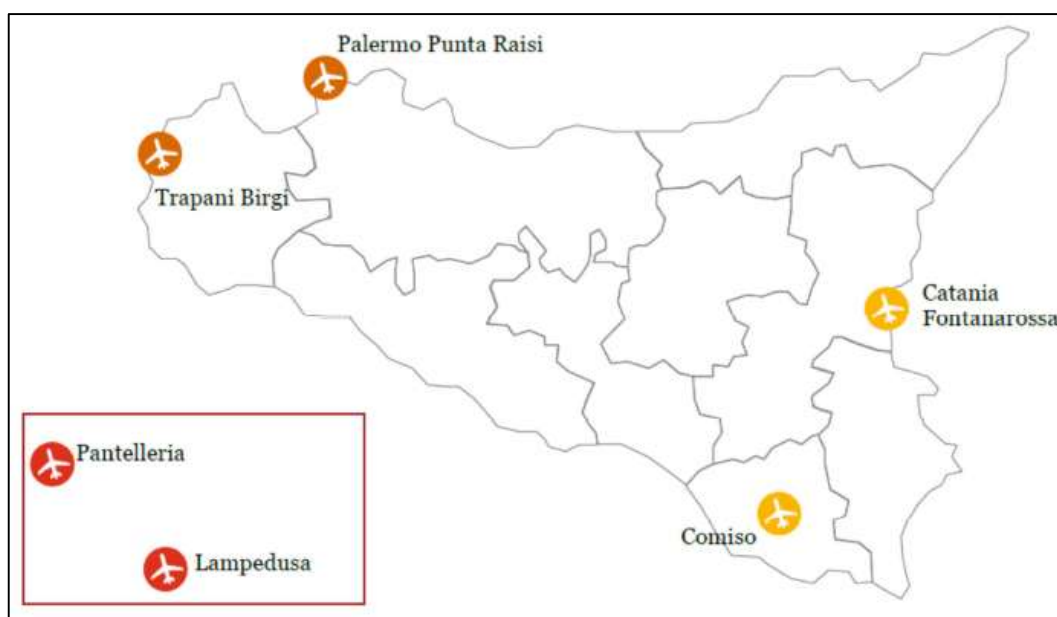 Palermo Punta Raisi
Trapani Birgi
Catania
Fontanarossa
Pantelleria
Comiso
Lampedusa